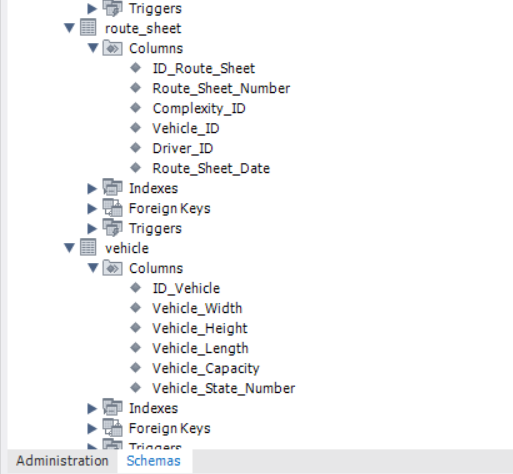 Triggers
route_sheet
Columns
ID_Route_Sheet
Route_Sheet_Number
Complexity_ID
Vehicle_ID
Driver_ID
Route_Sheet_Date
Indexes
Foreign Keys
Triggers
vehicle
Columns
ID_Vehicle
Vehicle_Width
Vehicle_Height
Vehicle_Length
Vehicle_Capacity
Vehicle_State_Number
Indexes
Foreign Keys
Triggers
Administration Schemas